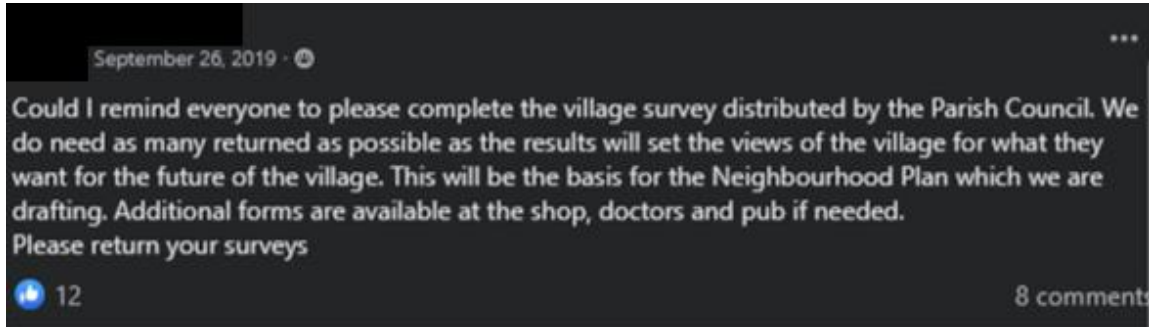 September 26, 2019 ·
Could I remind everyone to please complete the village survey distributed by the Parish Council. We
do need as many returned as possible as the results will set the views of the village for what they
want for the future of the village. This will be the basis for the Neighbourhood Plan which we are
drafting. Additional forms are available at the shop, doctors and pub if needed.
Please return your surveys
12
8 comments